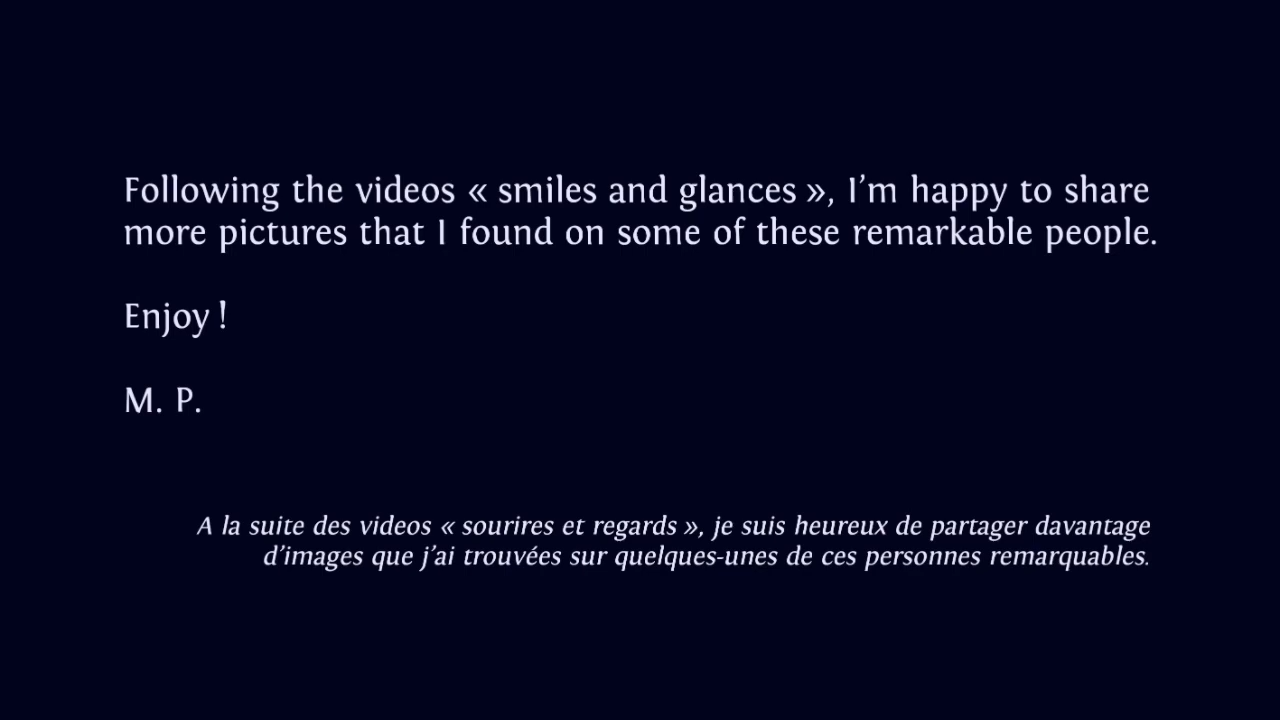 Following the videos « smiles and glances », I’m happy to share
more pictures that I found on some of these remarkable people.
Enjoy !
M. P.
A la suite des videos « sourires et regards », je suis heureux de partager davantage
d’images que j’ai trouvées sur quelques-unes de ces personnes remarquables.